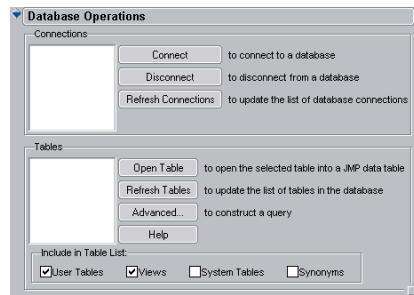 Database Operations
Connections
Connect to connect to a database
Disconnect to disconnect from a database
Refresh Connections to update the list of database connections
Tables
Open Table to open the selected table into a JMP data table
Refresh Tables to update the list of tables in the database
Advanced... to construct a query
Help
Include in Table List:
User Tables Views System Tables Synonyms